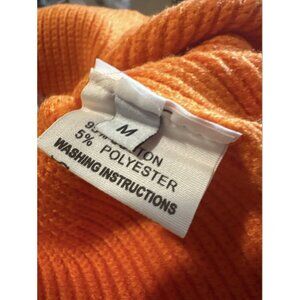 M
5% POLYESTER
WASHING INSTRUCTIONS